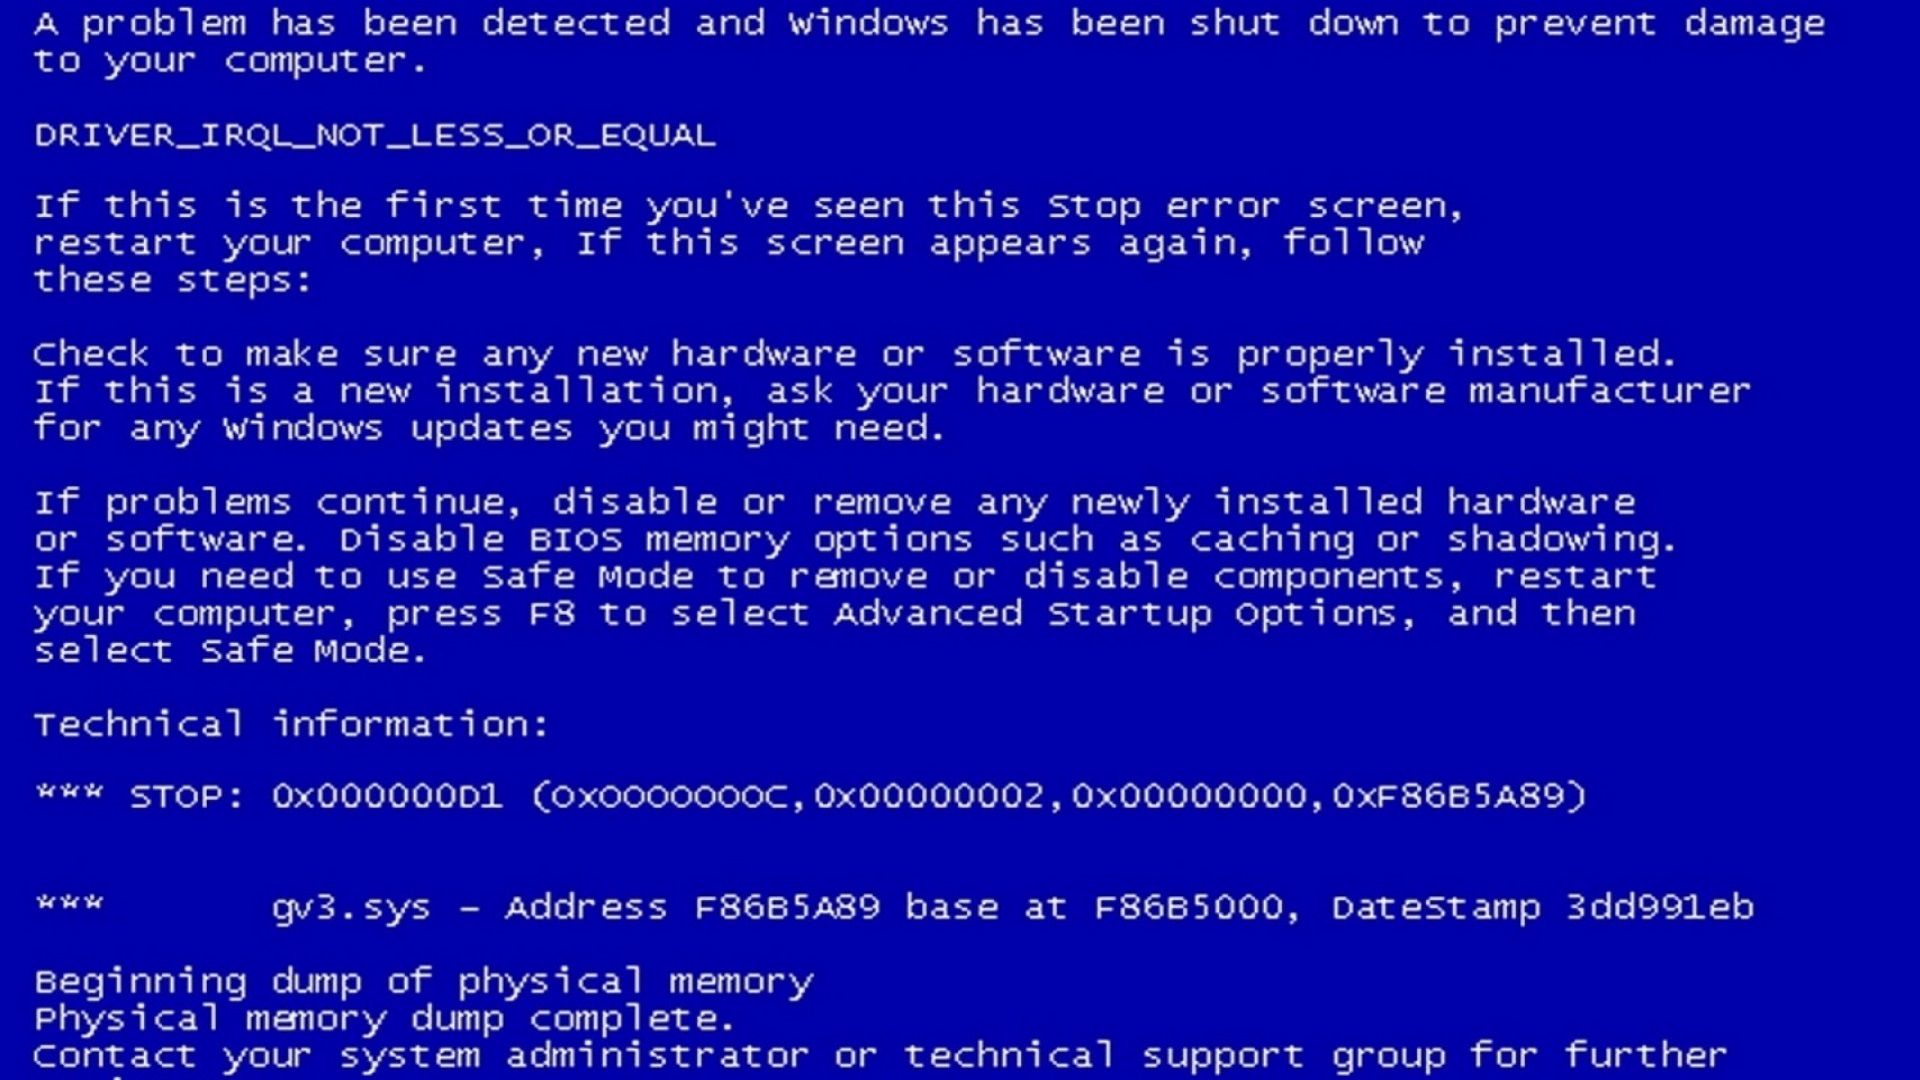 A problem has been detected and Windows has been shut down to prevent damage
to your computer.
DRIVER_IRQL_NOT_LESS_OR_EQUAL
If this is the first time you've seen this Stop error screen,
restart your computer, If this screen appears again, follow
these steps:
Check to make sure any new hardware or software is properly installed.
If this is a new installation, ask your hardware or software manufacturer
for any Windows updates you might need.
If problems continue, disable or remove any newly installed hardware
or software. Disable BIOS memory options such as caching or shadowing.
If you need to use Safe Mode to remove or disable components, restart
your computer, press F8 to select Advanced Startup Options, and then
select Safe Mode.
Technical information:
*** STOP: 0x000000D1 (0x0000000C,0x00000002,0x00000000,0xF86B5A89)
*** gv3.sys - Address F86B5A89 base at F86B5000, DateStamp 3dd991eb
Beginning dump of physical memory
Physical memory dump complete.
Contact your system administrator or technical support group for further